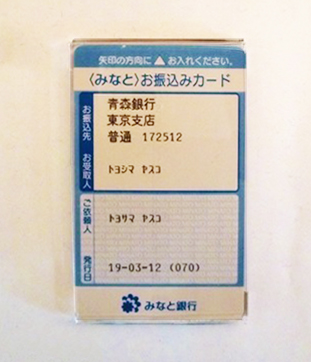 矢印の方向に△お入れください。
〈みなと〉お振込みカード
お振込先
青森銀行
東京支店
普通 172512
お受取人
トヨシマ ヤスコ
ご依頼人
トヨサマ ヤスコ
発行日
19-03-12 (070)
みなと銀行